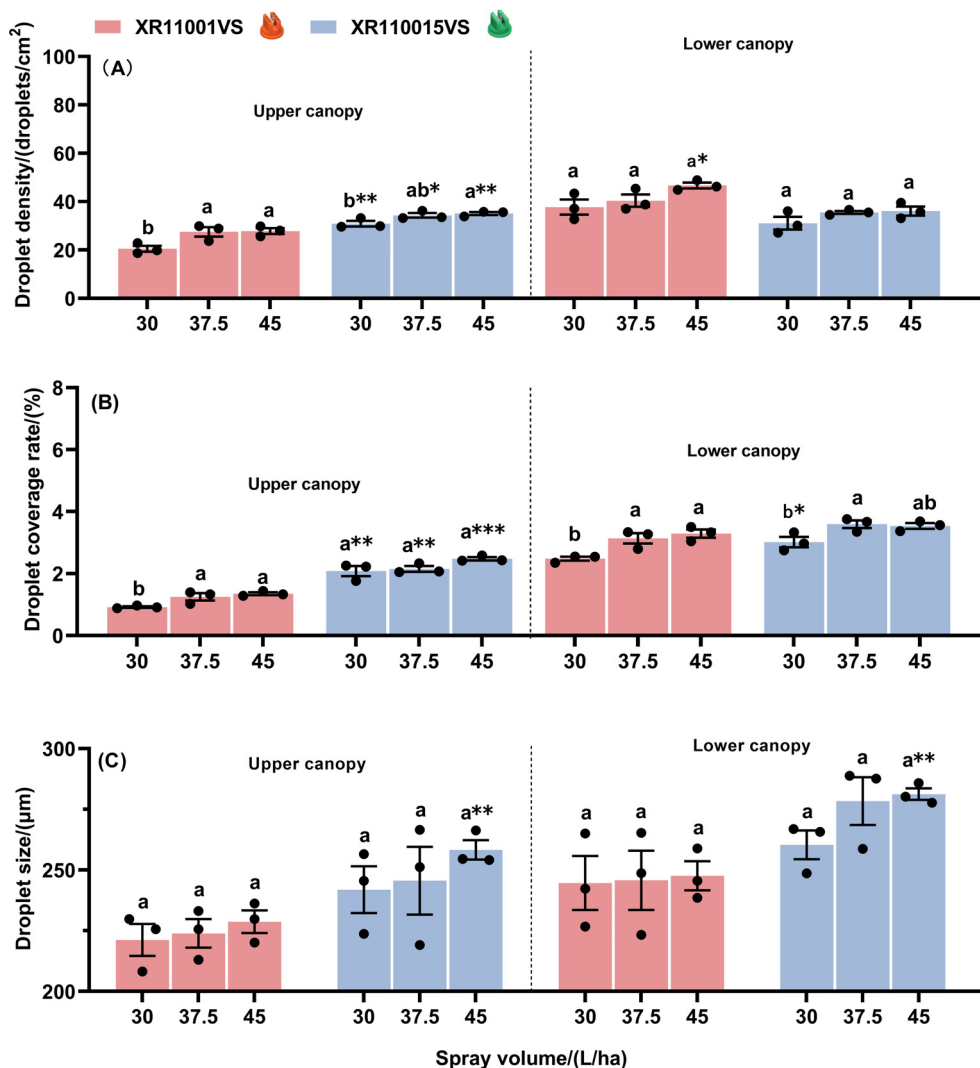 XR11001VS XR110015VS
(A)
Upper canopy
Lower canopy
Droplet density/(droplets/cm²)
100
80
60
40
20
0
b a a b** ab* a** a a a* a a a
30 37.5 45 30 37.5 45 30 37.5 45 30 37.5 45
(B)
Upper canopy
Lower canopy
Droplet coverage rate/(%)
8
6
4
2
0
b a a a** a** a*** b a a b* a ab
30 37.5 45 30 37.5 45 30 37.5 45 30 37.5 45
(C)
Upper canopy
Lower canopy
Droplet size/(μm)
300
250
200
a a a a a a** a a a a a a**
30 37.5 45 30 37.5 45 30 37.5 45 30 37.5 45
Spray volume/(L/ha)